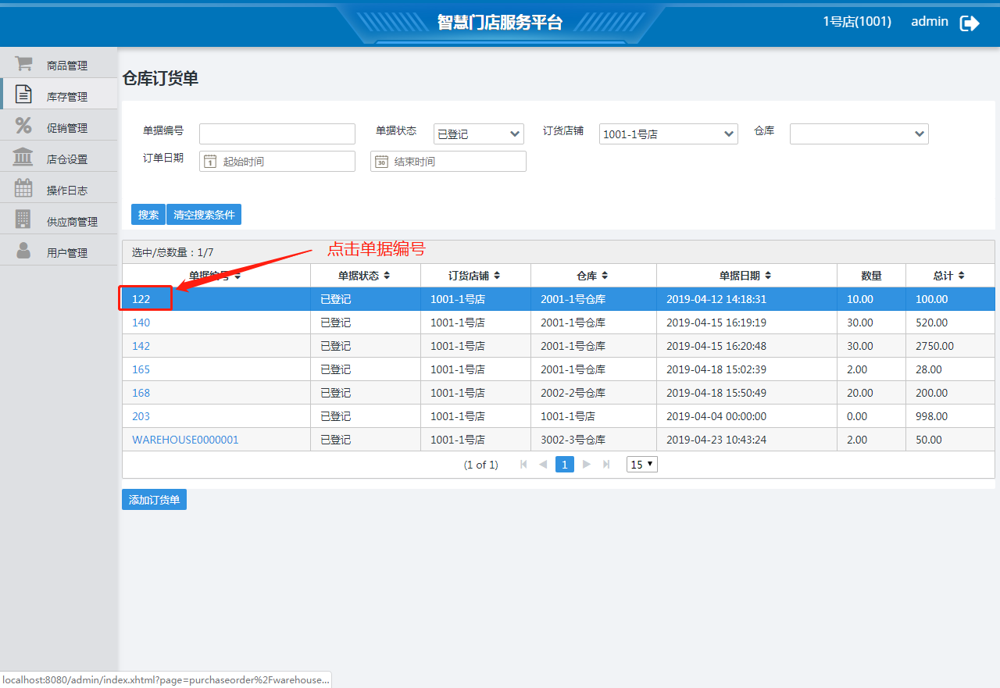 智慧门店服务平台
1号店(1001) admin
商品管理
库存管理
促销管理
店仓设置
操作日志
供应商管理
用户管理
仓库订货单
单据编号 单据状态 已登记 订货店铺 1001-1号店 仓库
订单日期 1 起始时间 30 结束时间
搜索 清空搜索条件
选中/总数量：1/7
点击单据编号
单据编号 单据状态 订货店铺 仓库 单据日期 数量 总计
122 已登记 1001-1号店 2001-1号仓库 2019-04-12 14:18:31 10.00 100.00
140 已登记 1001-1号店 2001-1号仓库 2019-04-15 16:19:19 30.00 520.00
142 已登记 1001-1号店 2001-1号仓库 2019-04-15 16:20:48 30.00 2750.00
165 已登记 1001-1号店 2001-1号仓库 2019-04-18 15:02:39 2.00 28.00
168 已登记 1001-1号店 2002-2号仓库 2019-04-18 15:50:49 20.00 200.00
203 已登记 1001-1号店 1001-1号店 2019-04-04 00:00:00 0.00 998.00
WAREHOUSE0000001 已登记 1001-1号店 3002-3号仓库 2019-04-23 10:43:24 2.00 50.00
(1 of 1) 1 15
添加订货单
localhost:8080/admin/index.xhtml?page=purchaseorder%2Fwarehouse...